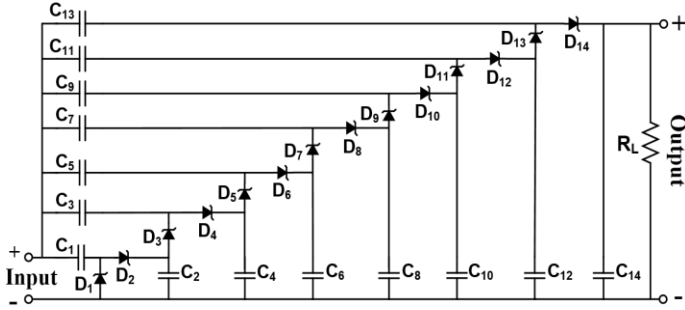 C13
+
D13
D14
C11
D11
D12
C9
D9
D10
C7
D7
D8
RL
Output
C5
D5
D6
C3
D3
D4
+
C1
Input
D1
D2
C2
C4
C6
C8
C10
C12
C14
-
-